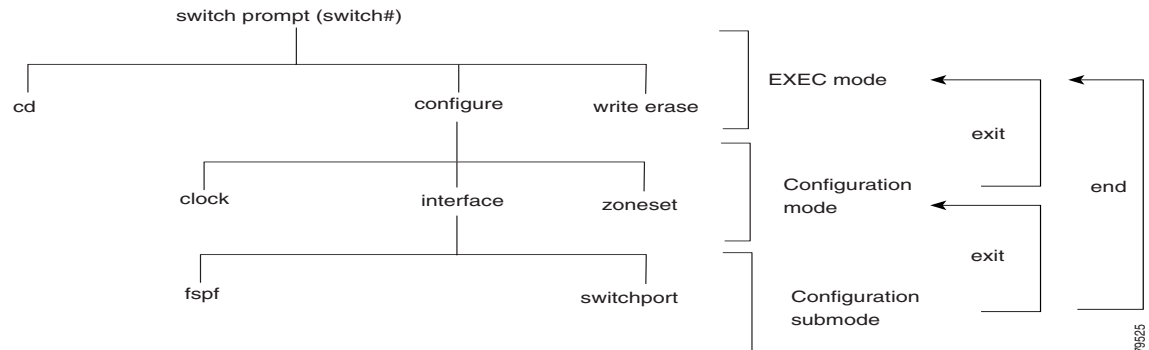 switch prompt (switch#)
EXEC mode
cd
configure
write erase
exit
clock
interface
zoneset
Configuration
mode
end
exit
fspf
switchport
Configuration
submode
79525